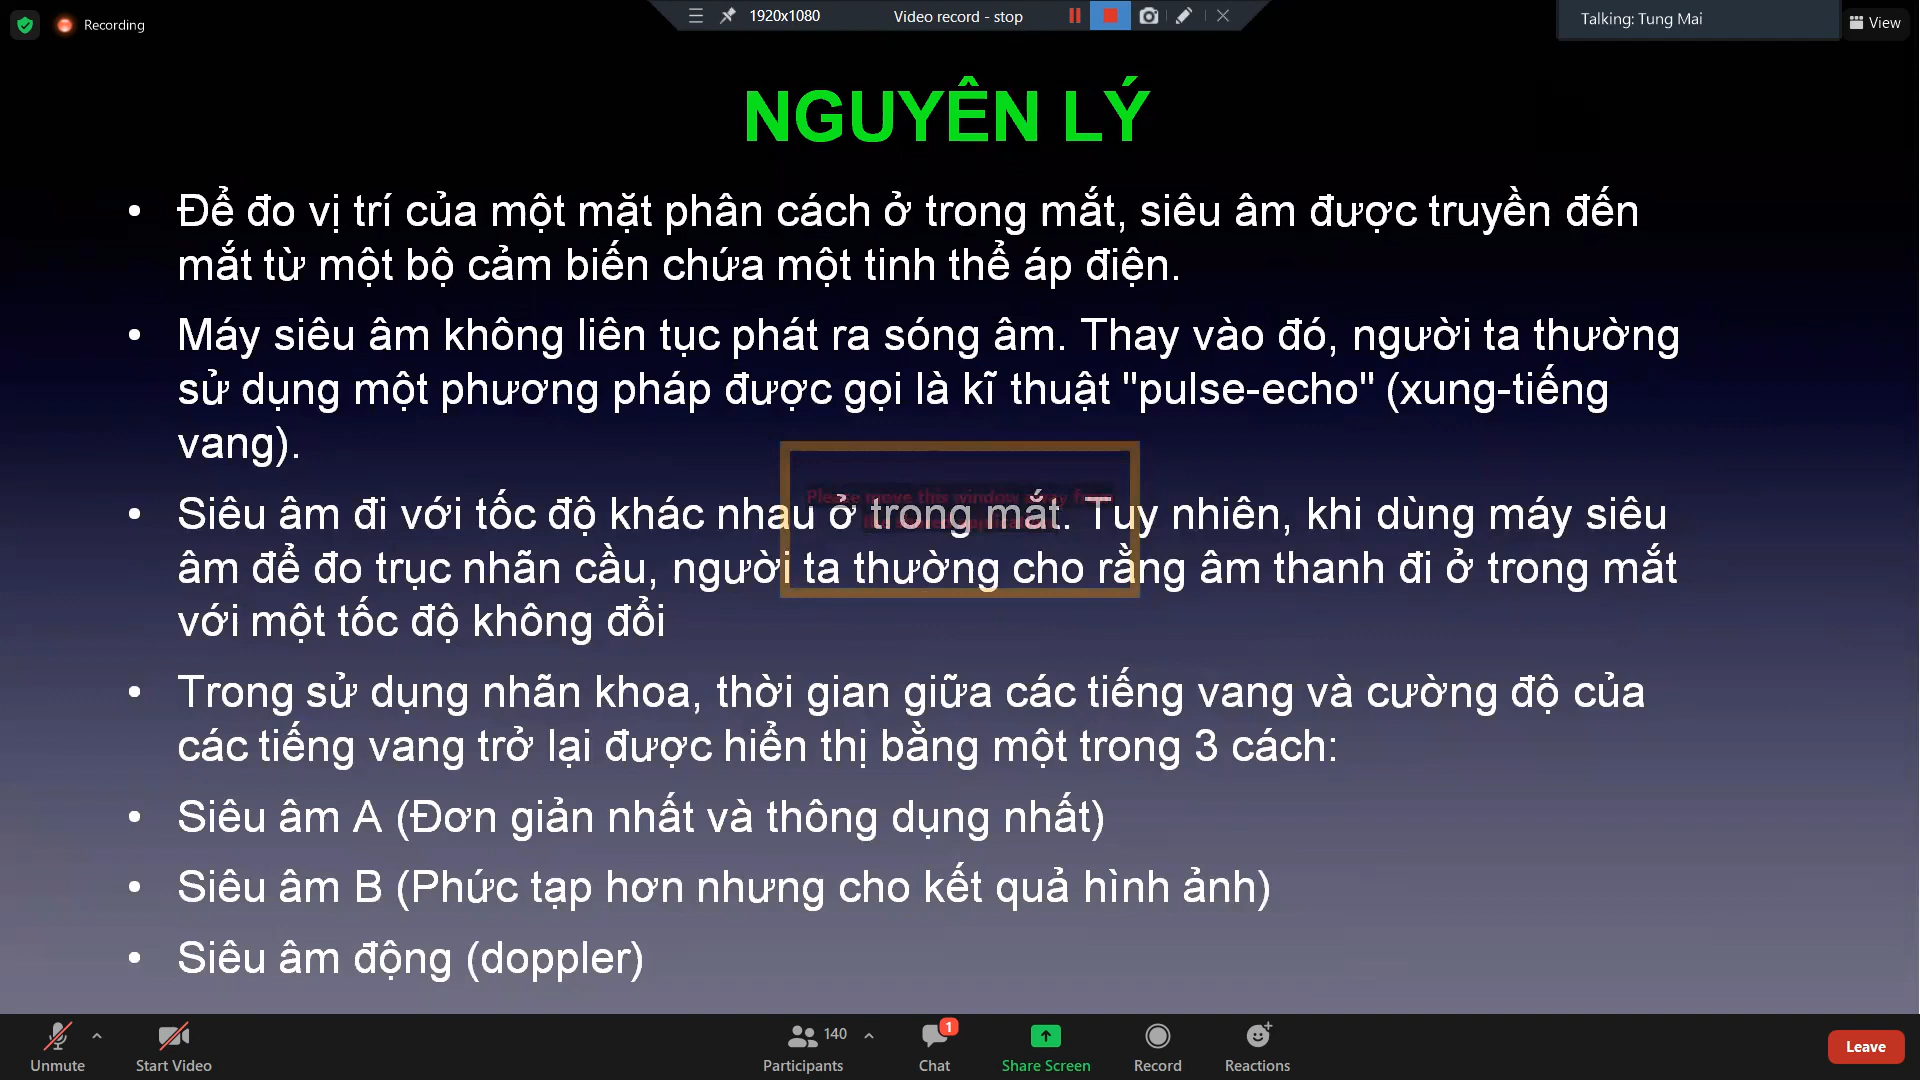 Recording
1920x1080
Video record - stop
Talking: Tung Mai
View
NGUYÊN LÝ
• Để đo vị trí của một mặt phân cách ở trong mắt, siêu âm được truyền đến
mắt từ một bộ cảm biến chứa một tinh thể áp điện.
• Máy siêu âm không liên tục phát ra sóng âm. Thay vào đó, người ta thường
sử dụng một phương pháp được gọi là kĩ thuật "pulse-echo" (xung-tiếng
vang).
Please move this window away from
• Siêu âm đi với tốc độ khác nhau ở trong mắt. Tuy nhiên, khi dùng máy siêu
âm để đo trục nhãn cầu, người ta thường cho rằng âm thanh đi ở trong mắt
với một tốc độ không đổi
• Trong sử dụng nhãn khoa, thời gian giữa các tiếng vang và cường độ của
các tiếng vang trở lại được hiển thị bằng một trong 3 cách:
• Siêu âm A (Đơn giản nhất và thông dụng nhất)
• Siêu âm B (Phức tạp hơn nhưng cho kết quả hình ảnh)
• Siêu âm động (doppler)
Unmute
Start Video
140
Participants
1
Chat
Share Screen
Record
Reactions
Leave